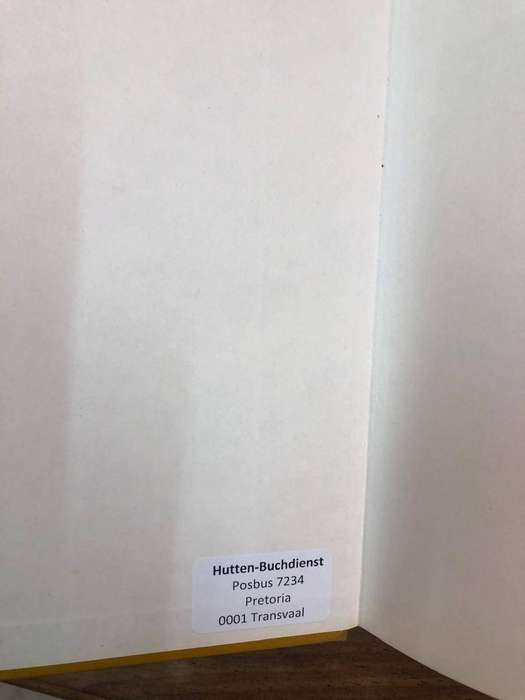 Hutten-Buchdienst
Posbus 7234
Pretoria
0001 Transvaal